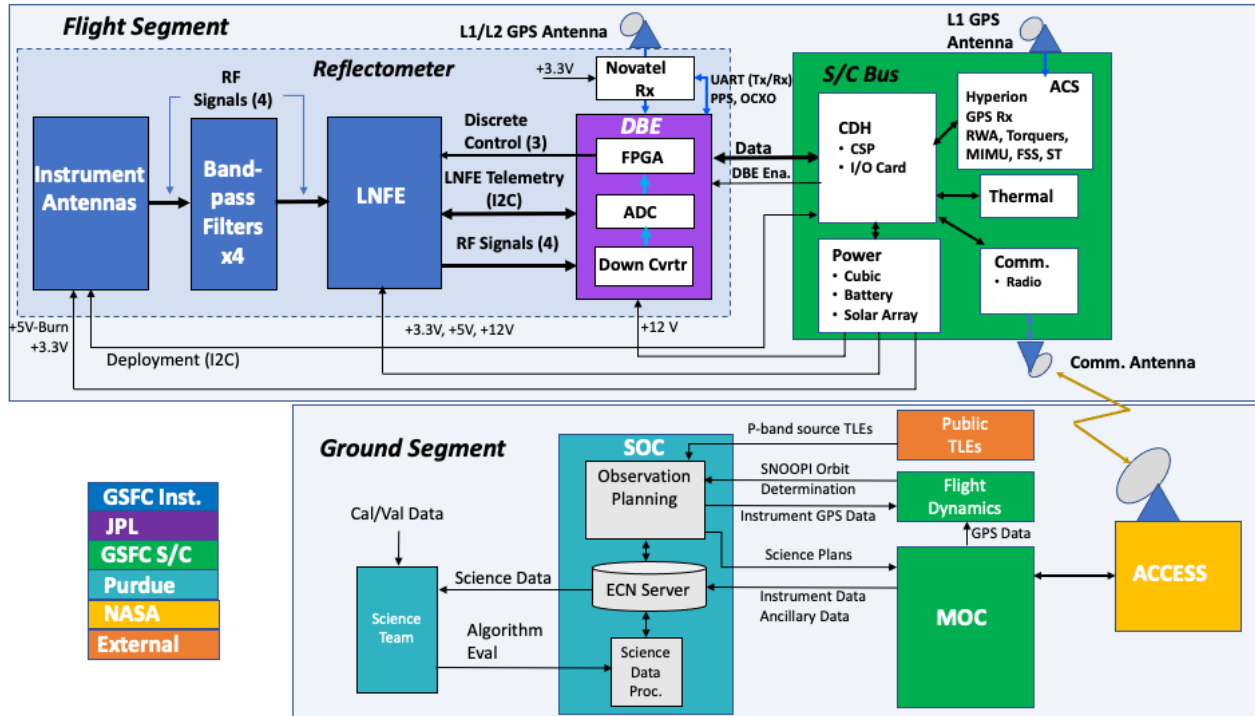 Flight Segment
L1/L2 GPS Antenna
L1 GPS
Antenna
Reflectometer
+3.3V
Novatel
Rx
UART (Tx/Rx)
PPS, OCXO
S/C Bus
ACS
Hyperion
GPS Rx
RWA, Torquers,
MIMU, FSS, ST
RF
Signals (4)
Instrument
Antennas
Band-
pass
Filters
x4
LNFE
Discrete
Control (3)
LNFE Telemetry
(I2C)
RF Signals (4)
DBE
FPGA
ADC
Down Cvrtr
Data
DBE Ena.
CDH
• CSP
• I/O Card
Thermal
Power
• Cubic
• Battery
• Solar Array
Comm.
• Radio
+5V-Burn
+3.3V
Deployment (I2C)
+3.3V, +5V, +12V
+12 V
Comm. Antenna
Ground Segment
SOC
Observation
Planning
P-band source TLEs
Public
TLEs
SNOOPI Orbit
Determination
Flight
Dynamics
Instrument GPS Data
GPS Data
Cal/Val Data
Science Plans
Science Data
ECN Server
Instrument Data
Ancillary Data
MOC
ACCESS
Science
Team
Algorithm
Eval
Science
Data
Proc.
GSFC Inst.
JPL
GSFC S/C
Purdue
NASA
External